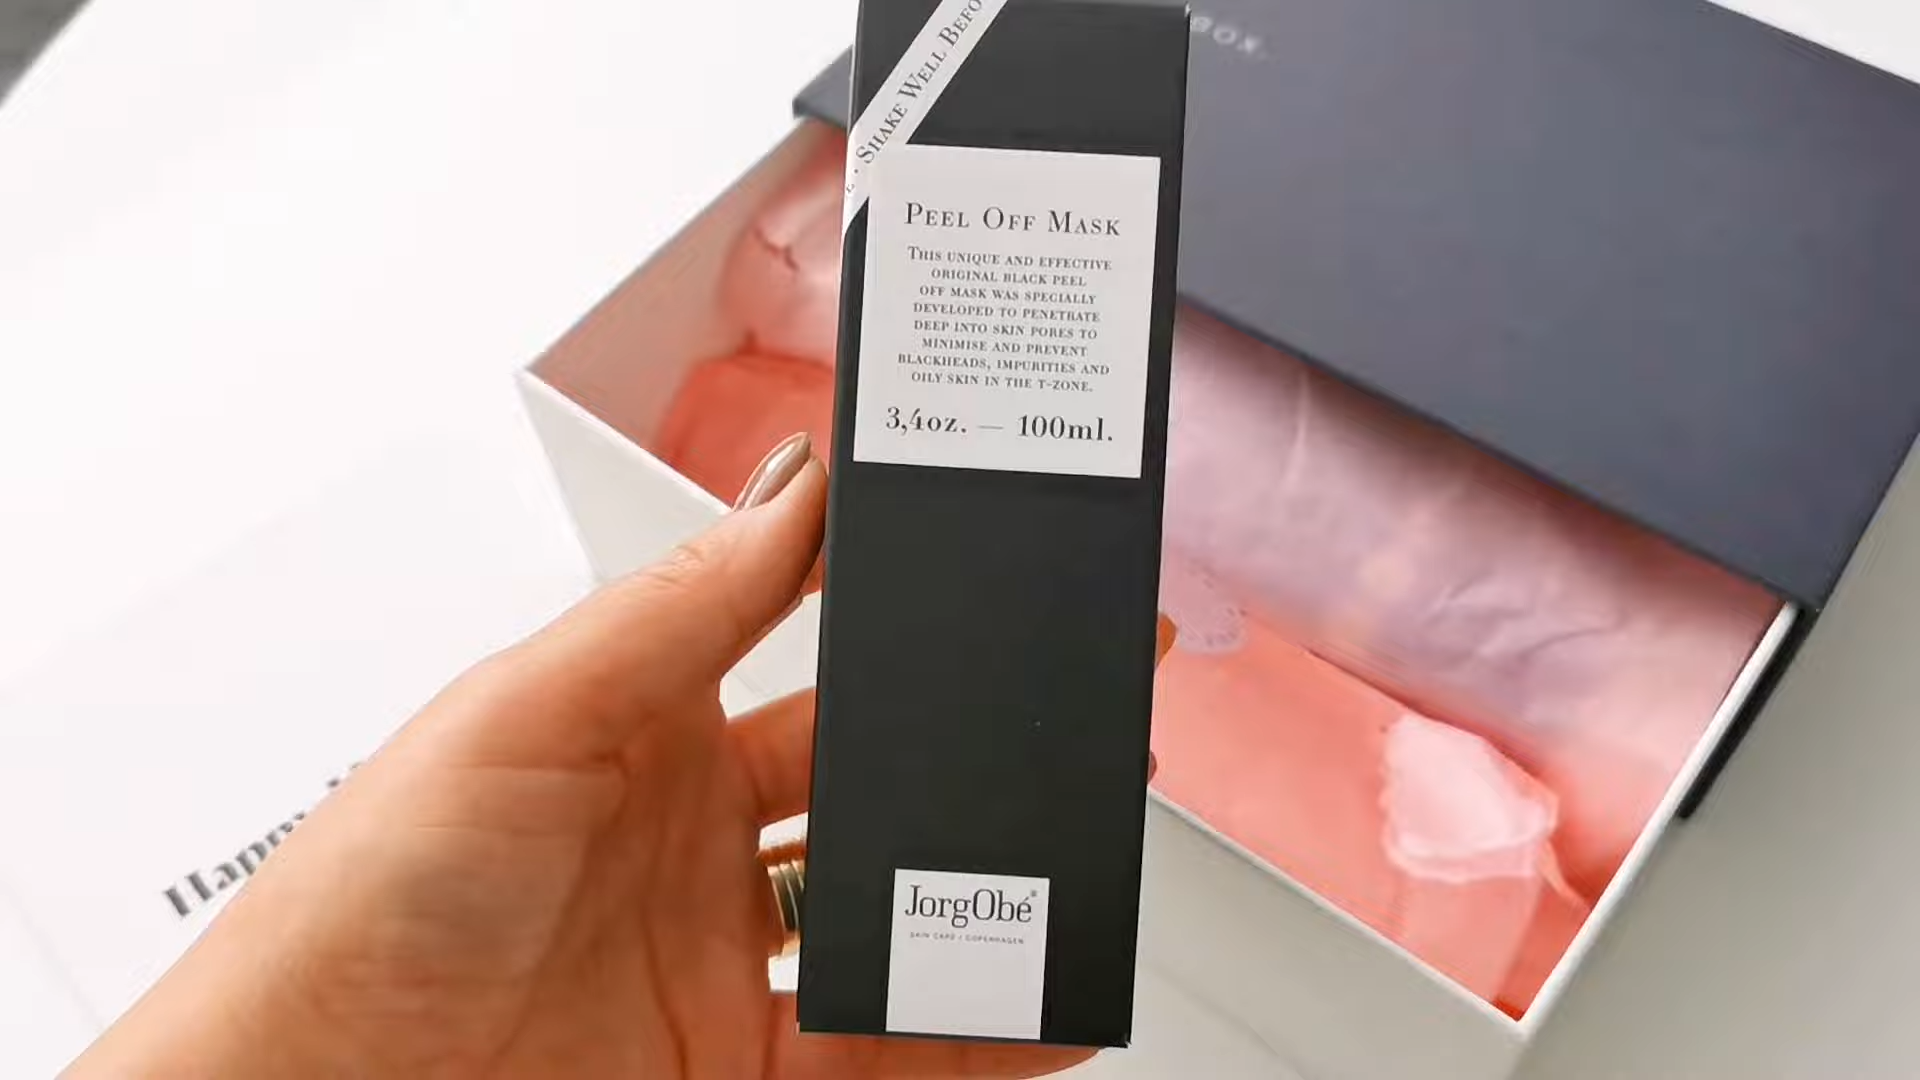 . Shake Well Befo
Peel Off Mask
This unique and effective
original black peel
off mask was specially
developed to penetrate
deep into skin pores to
minimise and prevent
blackheads, impurities and
oily skin in the T-zone.
3,4oz. — 100ml.
JorgObé®
SKIN CARE / COPENHAGEN
BOX.
Happy